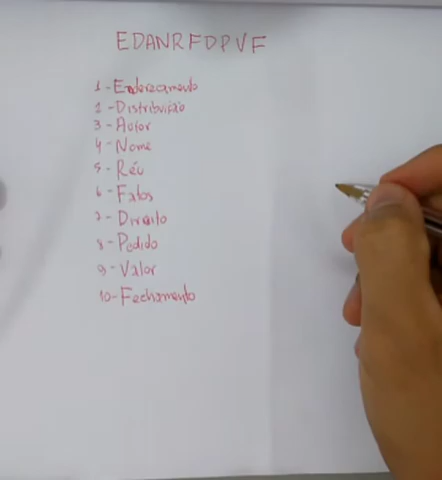 EDANRFDPVF
1 - Endereçamento
2 - Distribuição
3 - Autor
4 - Nome
5 - Réu
6 - Fatos
7 - Direito
8 - Pedido
9 - Valor
10 - Fechamento